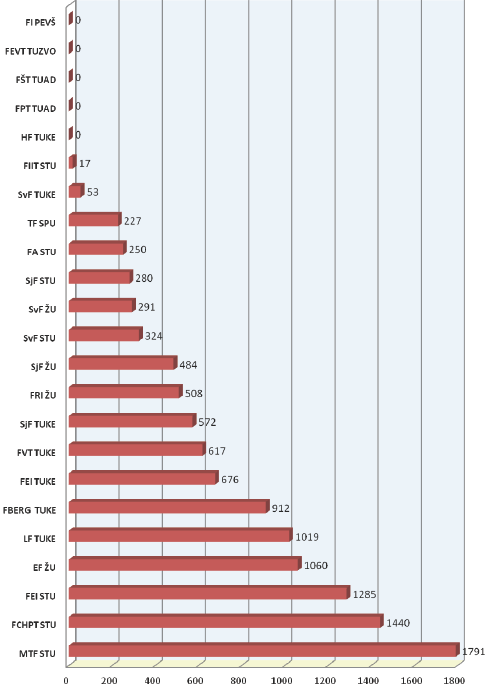 FI PEVŠ 0
FEVT TUZVO 0
FŠT TUAD 0
FPT TUAD 0
HF TUKE 0
FIIT STU 17
SvF TUKE 53
TF SPU 227
FA STU 250
SjF STU 280
SvF ŽU 291
SvF STU 324
SjF ŽU 484
FRI ŽU 508
SjF TUKE 572
FVT TUKE 617
FEI TUKE 676
FBERG TUKE 912
LF TUKE 1019
EF ŽU 1060
FEI STU 1285
FCHPT STU 1440
MTF STU 1791
0 200 400 600 800 1000 1200 1400 1600 1800